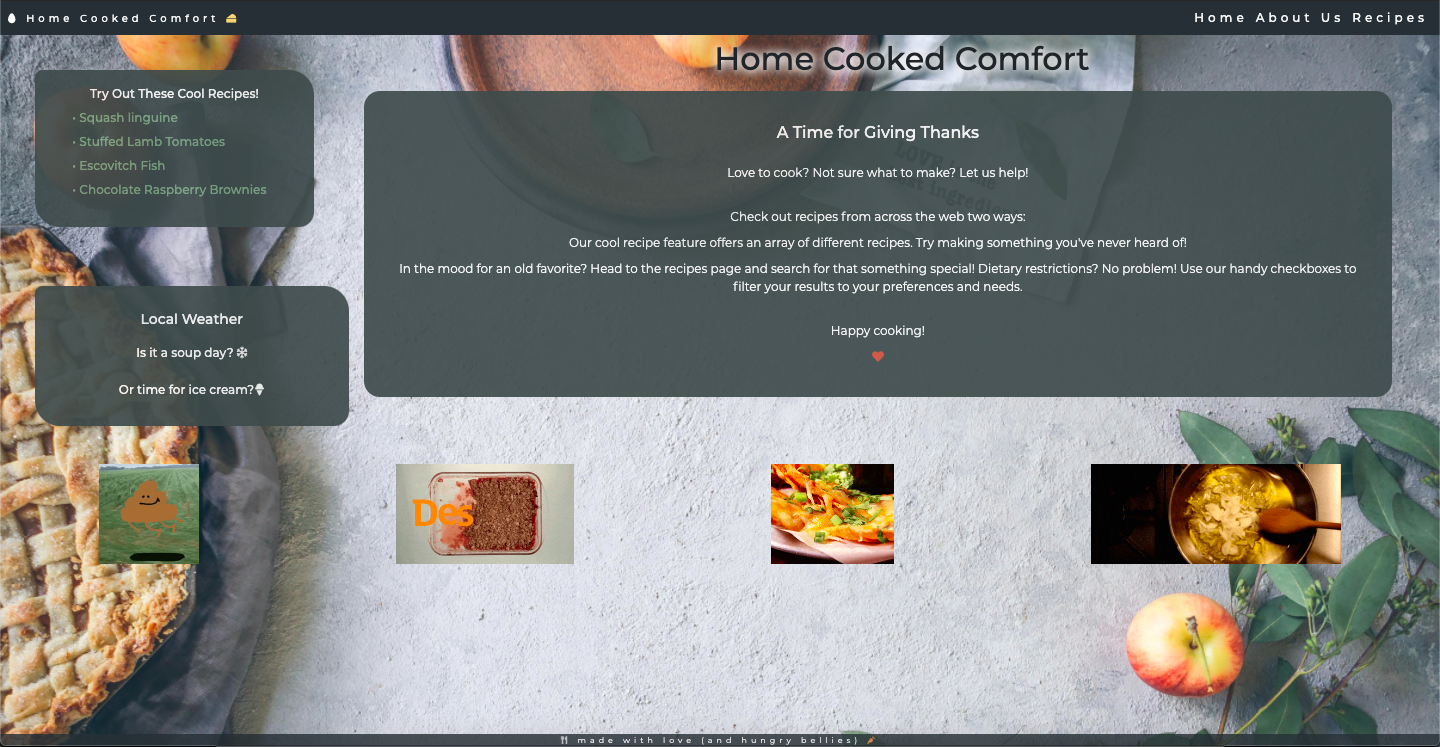 Home Cooked Comfort
Home About Us Recipes
Home Cooked Comfort
Try Out These Cool Recipes!
• Squash linguine
• Stuffed Lamb Tomatoes
• Escovitch Fish
• Chocolate Raspberry Brownies
A Time for Giving Thanks
Love to cook? Not sure what to make? Let us help!
Check out recipes from across the web two ways:
Our cool recipe feature offers an array of different recipes. Try making something you've never heard of!
In the mood for an old favorite? Head to the recipes page and search for that something special! Dietary restrictions? No problem! Use our handy checkboxes to
filter your results to your preferences and needs.
Happy cooking!
LOVE
Local Weather
Is it a soup day?
Or time for ice cream?
Des
made with love (and hungry bellies)